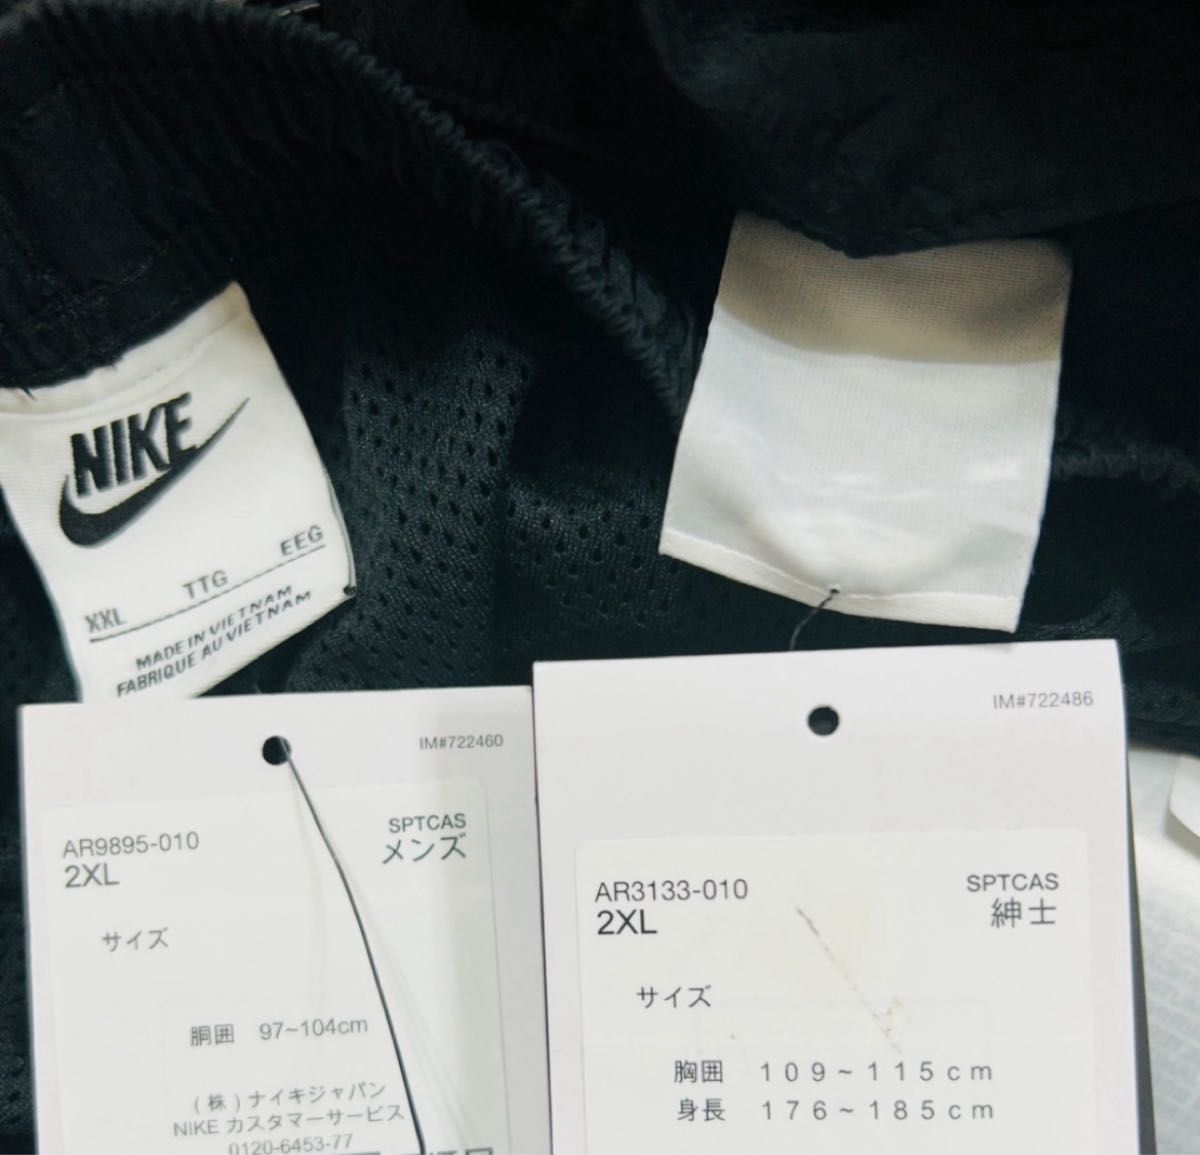 NIKE
XXL TTG EEG
MADE IN VIETNAM
FABRIQUE AU VIETNAM
IM#722460
AR9895-010
2XL
SPTCAS
メンズ
サイズ
胴囲 97~104cm
(株)ナイキジャパン
NIKE カスタマーサービス
0120-6453-77
IM#722486
AR3133-010
2XL
SPTCAS
紳士
サイズ
胸囲 109~115cm
身長 176~185cm